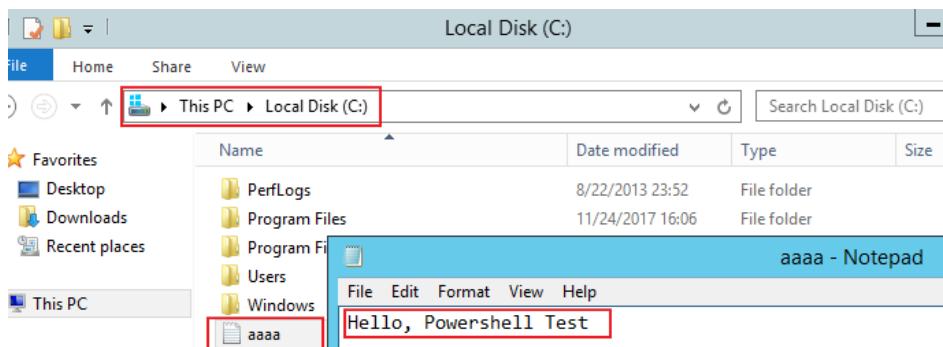 Local Disk (C:)
File Home Share View
This PC Local Disk (C:) Search Local Disk (C:)
Name Date modified Type Size
Favorites
Desktop
Downloads
Recent places
This PC
PerfLogs 8/22/2013 23:52 File folder
Program Files 11/24/2017 16:06 File folder
Program Fi
Users
Windows
aaaa
aaaa - Notepad
File Edit Format View Help
Hello, Powershell Test